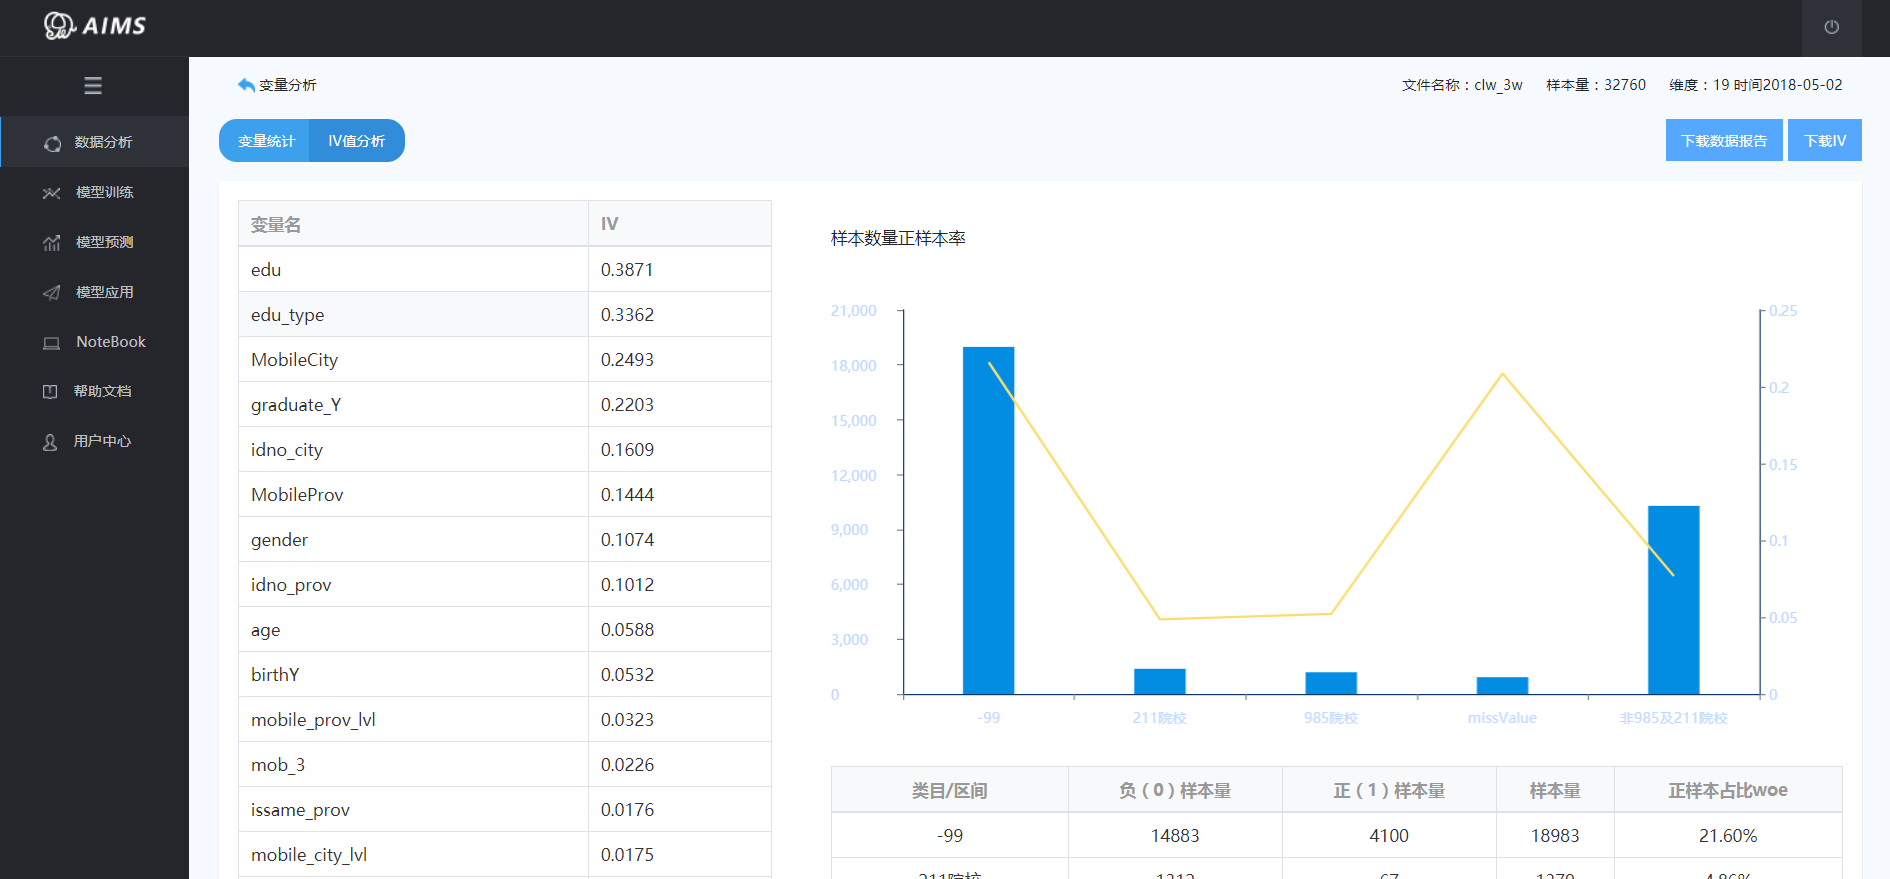 AIMS
变量分析
文件名称：clw_3w 样本量：32760 维度：19 时间2018-05-02
数据分析
模型训练
模型预测
模型应用
NoteBook
帮助文档
用户中心
变量统计 IV值分析
下载数据报告 下载IV
变量名 IV
edu 0.3871
edu_type 0.3362
MobileCity 0.2493
graduate_Y 0.2203
idno_city 0.1609
MobileProv 0.1444
gender 0.1074
idno_prov 0.1012
age 0.0588
birthY 0.0532
mobile_prov_lvl 0.0323
mob_3 0.0226
issame_prov 0.0176
mobile_city_lvl 0.0175
样本数量正样本率
21,000
18,000
15,000
12,000
9,000
6,000
3,000
0
0.25
0.2
0.15
0.1
0.05
0
-99 211院校 985院校 missValue 非985及211院校
类目/区间 负（0）样本量 正（1）样本量 样本量 正样本占比woe
-99 14883 4100 18983 21.60%
211院校 1312 67 1379 4.86%